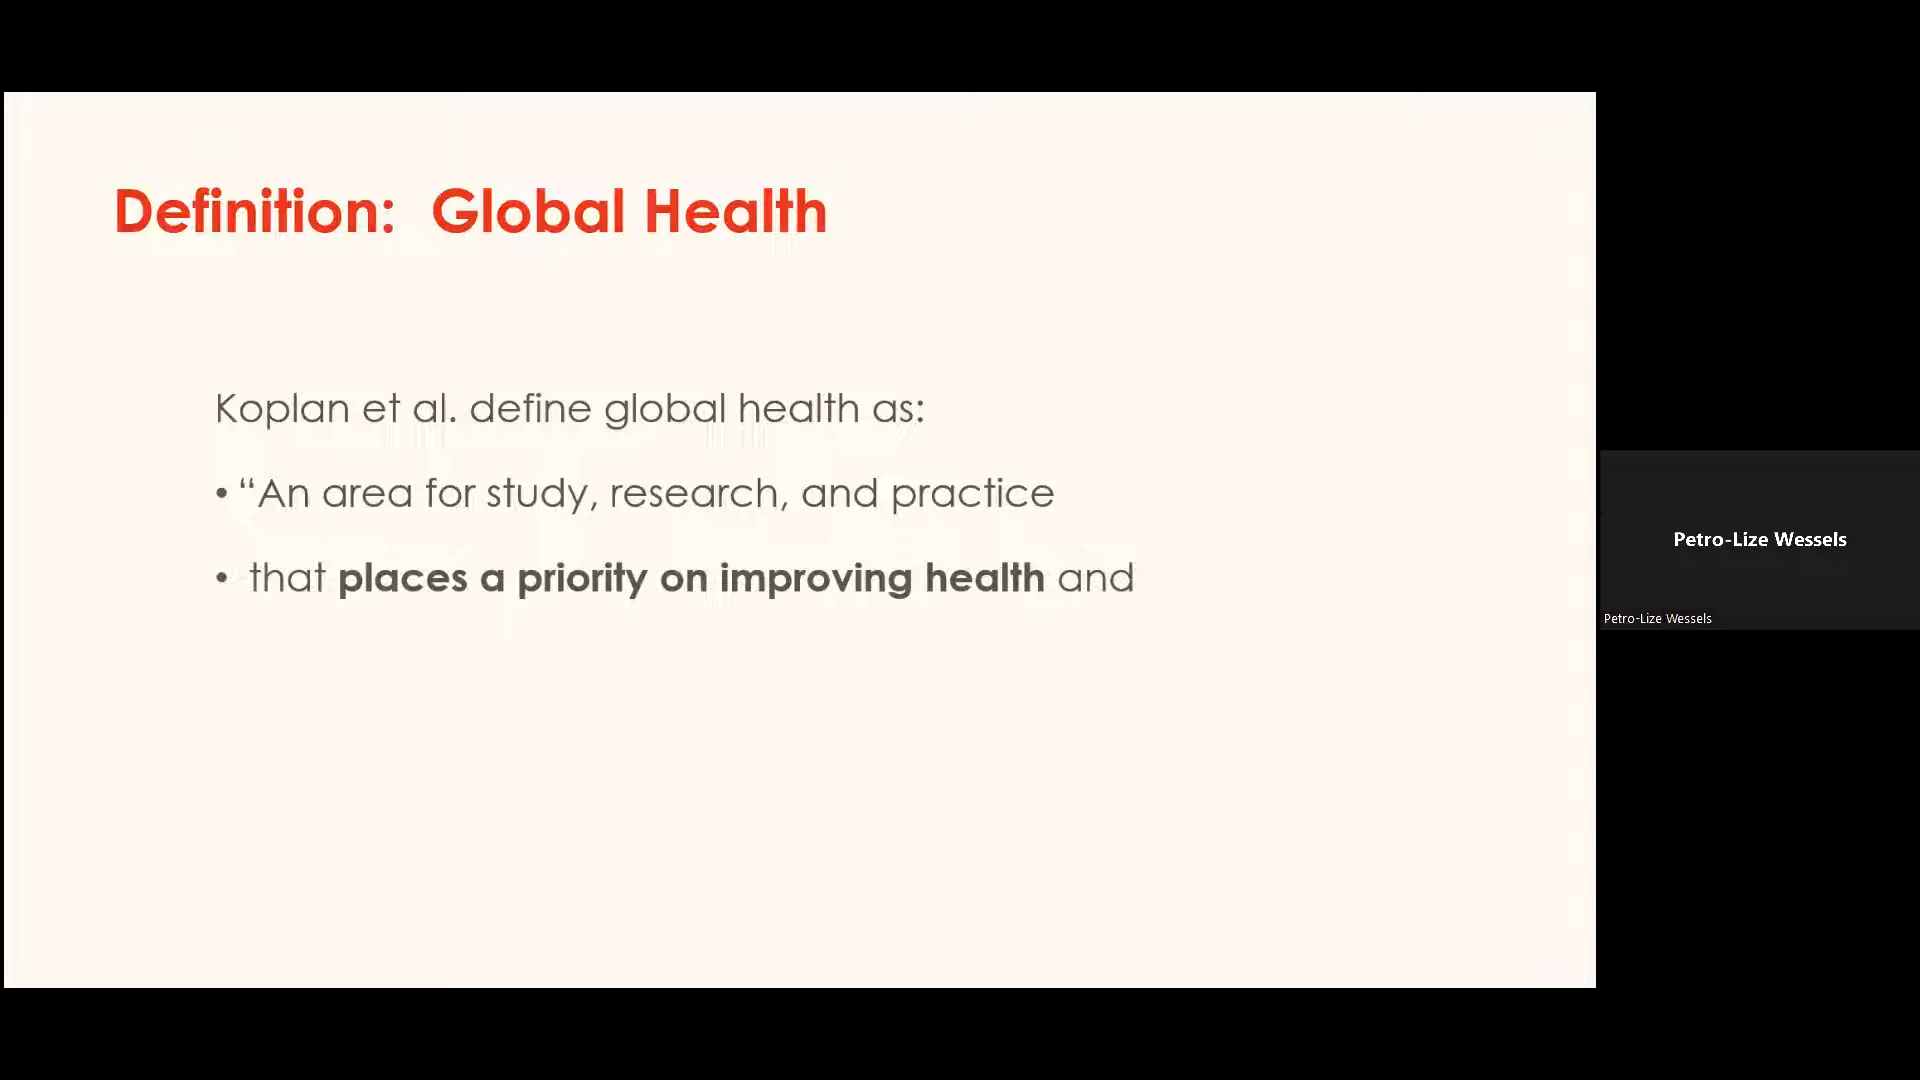 Definition:  Global Health
Koplan et al. define global health as:
• “An area for study, research, and practice
•  that places a priority on improving health and
Petro-Lize Wessels
Petro-Lize Wessels